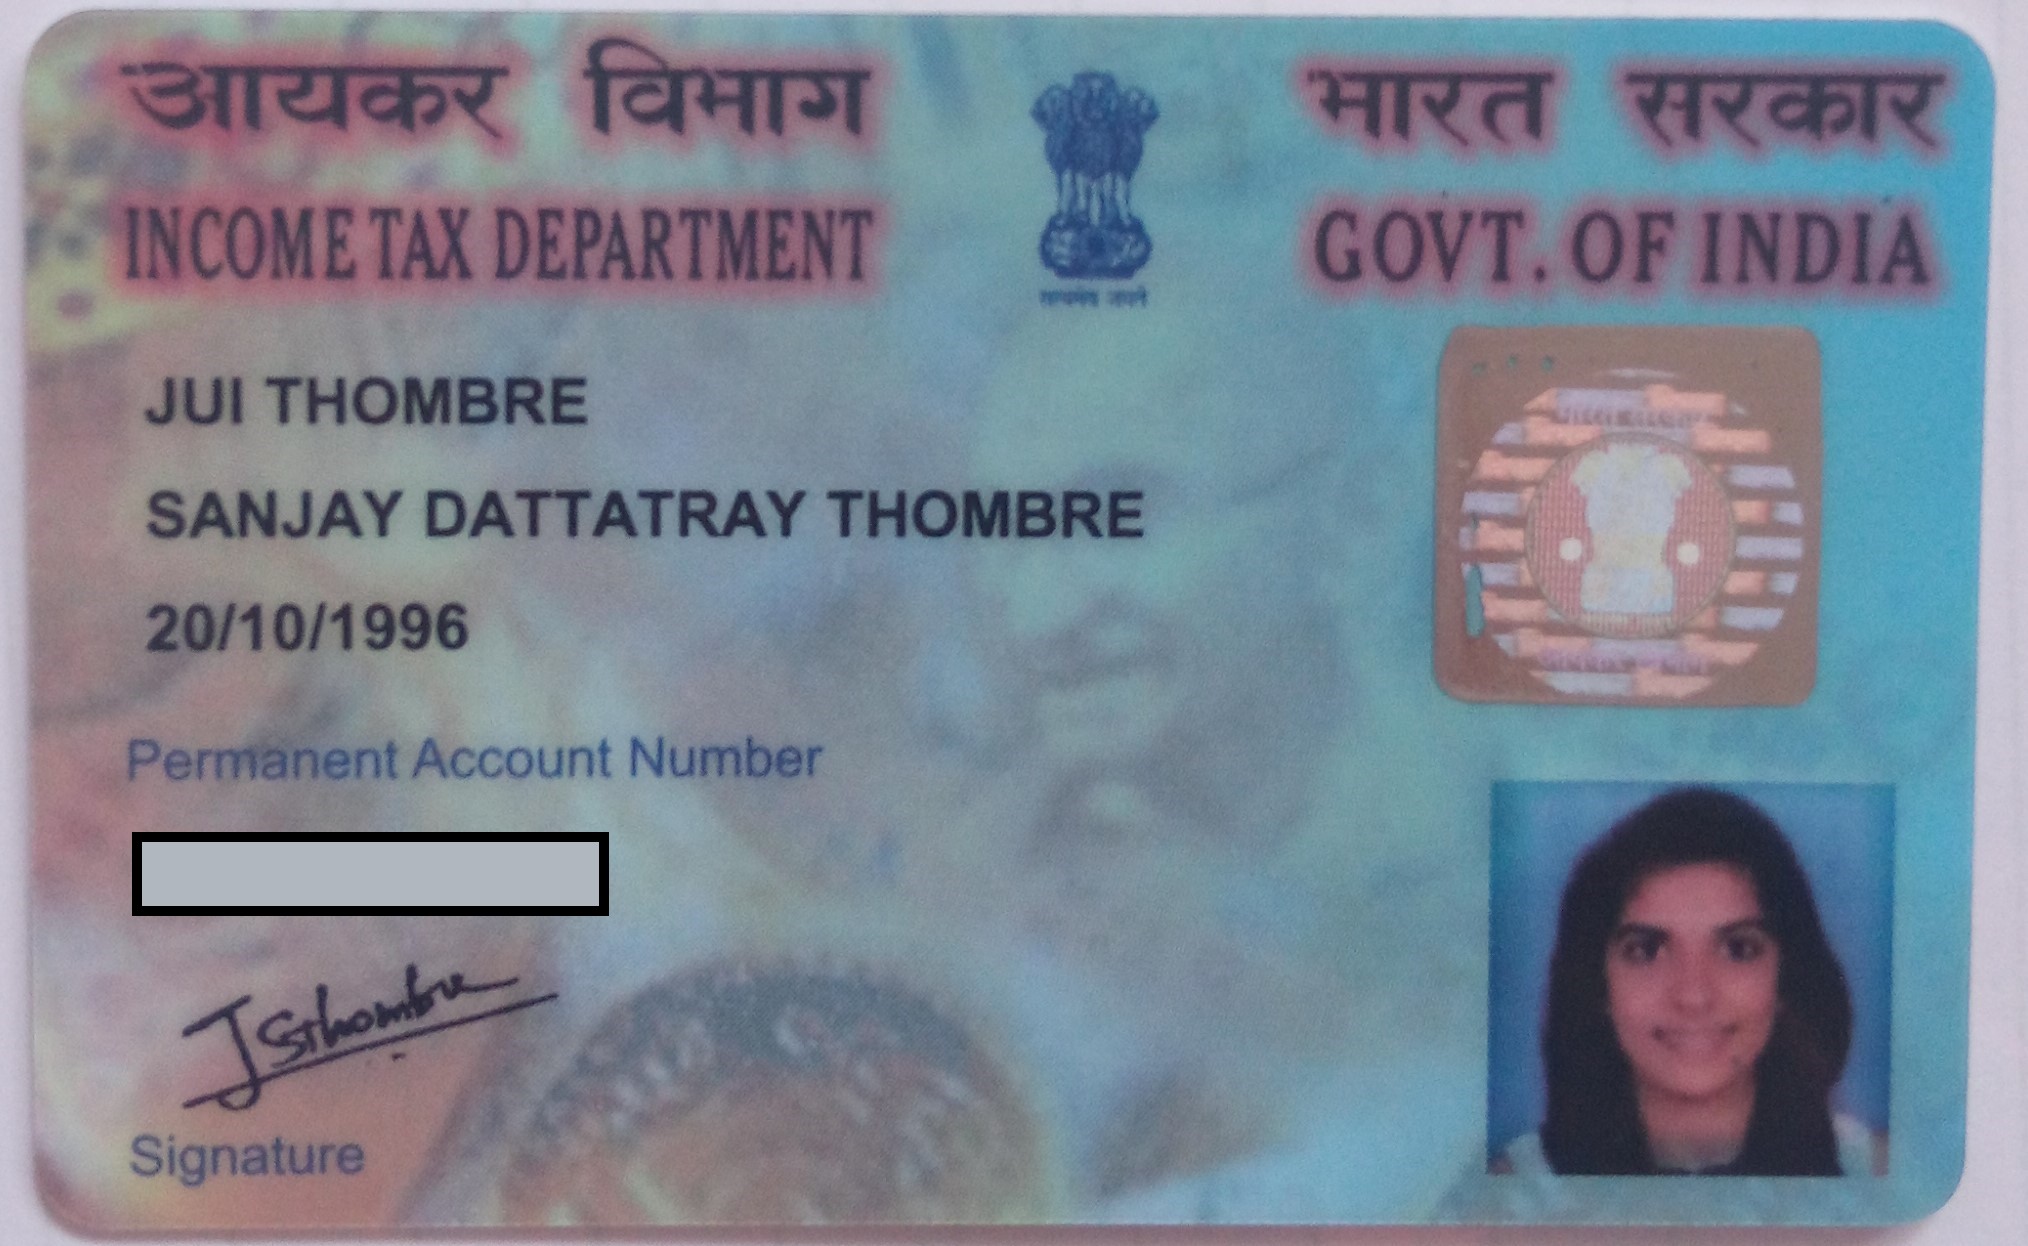 आयकर विभाग
भारत सरकार
INCOME TAX DEPARTMENT
GOVT. OF INDIA
सत्यमेव जयते
JUI THOMBRE
SANJAY DATTATRAY THOMBRE
20/10/1996
Permanent Account Number
JSThombre
Signature